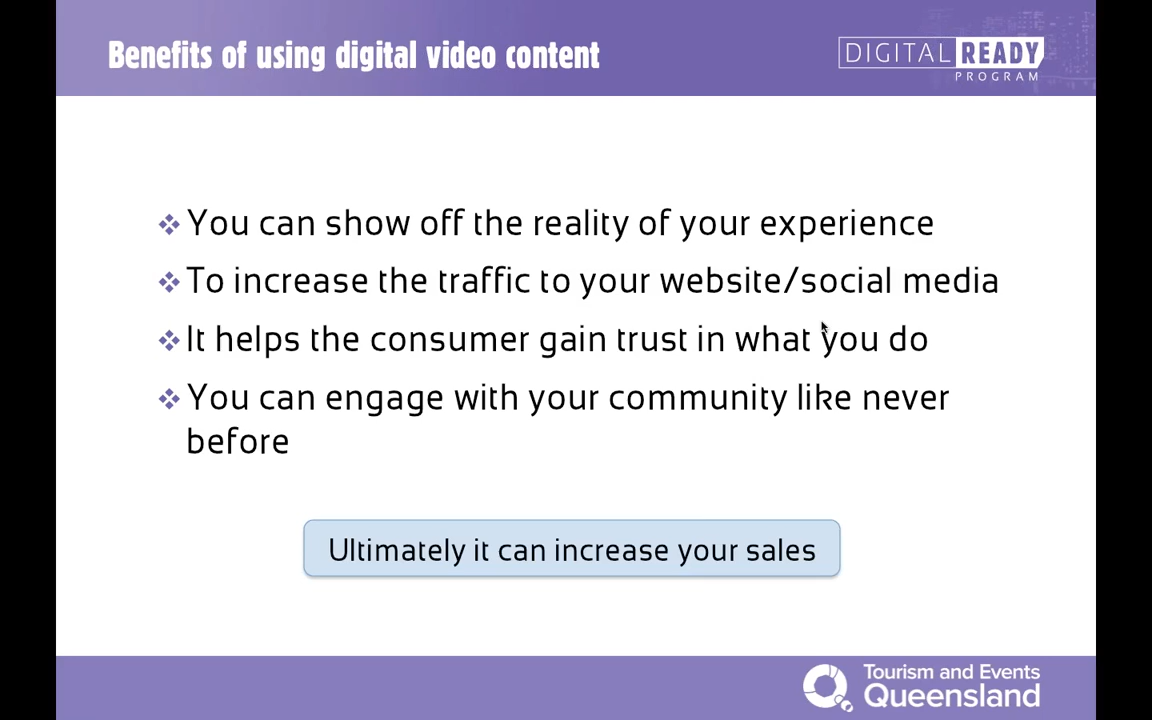 Benefits of using digital video content
DIGITAL READY
PROGRAM
You can show off the reality of your experience
To increase the traffic to your website/social media
It helps the consumer gain trust in what you do
You can engage with your community like never
before
Ultimately it can increase your sales
Tourism and Events
Queensland